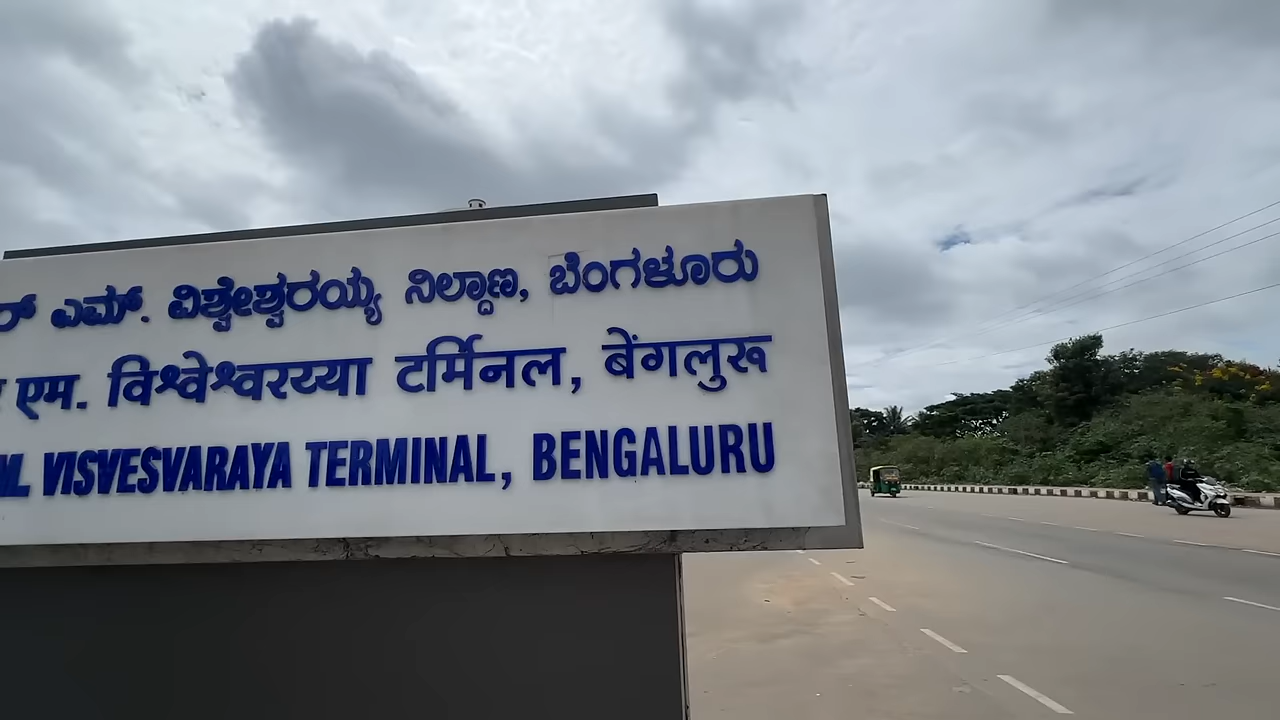 ಎಮ್. ವಿಶ್ವೇಶ್ವರಯ್ಯ ನಿಲ್ದಾಣ, ಬೆಂಗಳೂರು
एम. विश्वेश्वरय्या टर्मिनल, बेंगलुरू
VISVESVARAYA TERMINAL, BENGALURU